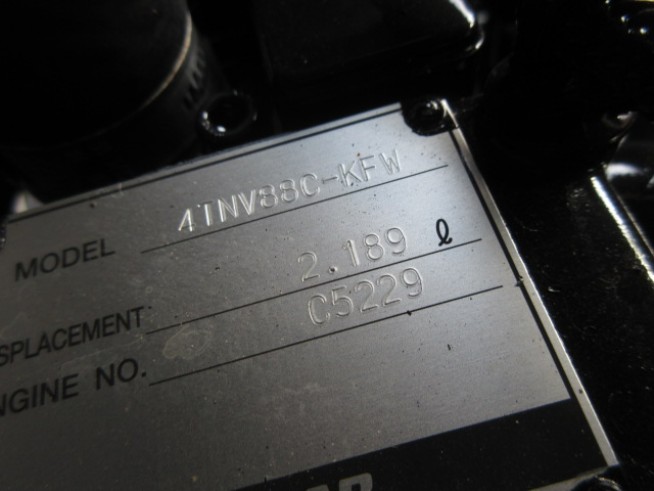 MODEL 4TNV88C-KFW
SPLACEMENT 2.189 ℓ
NGINE NO. C5229